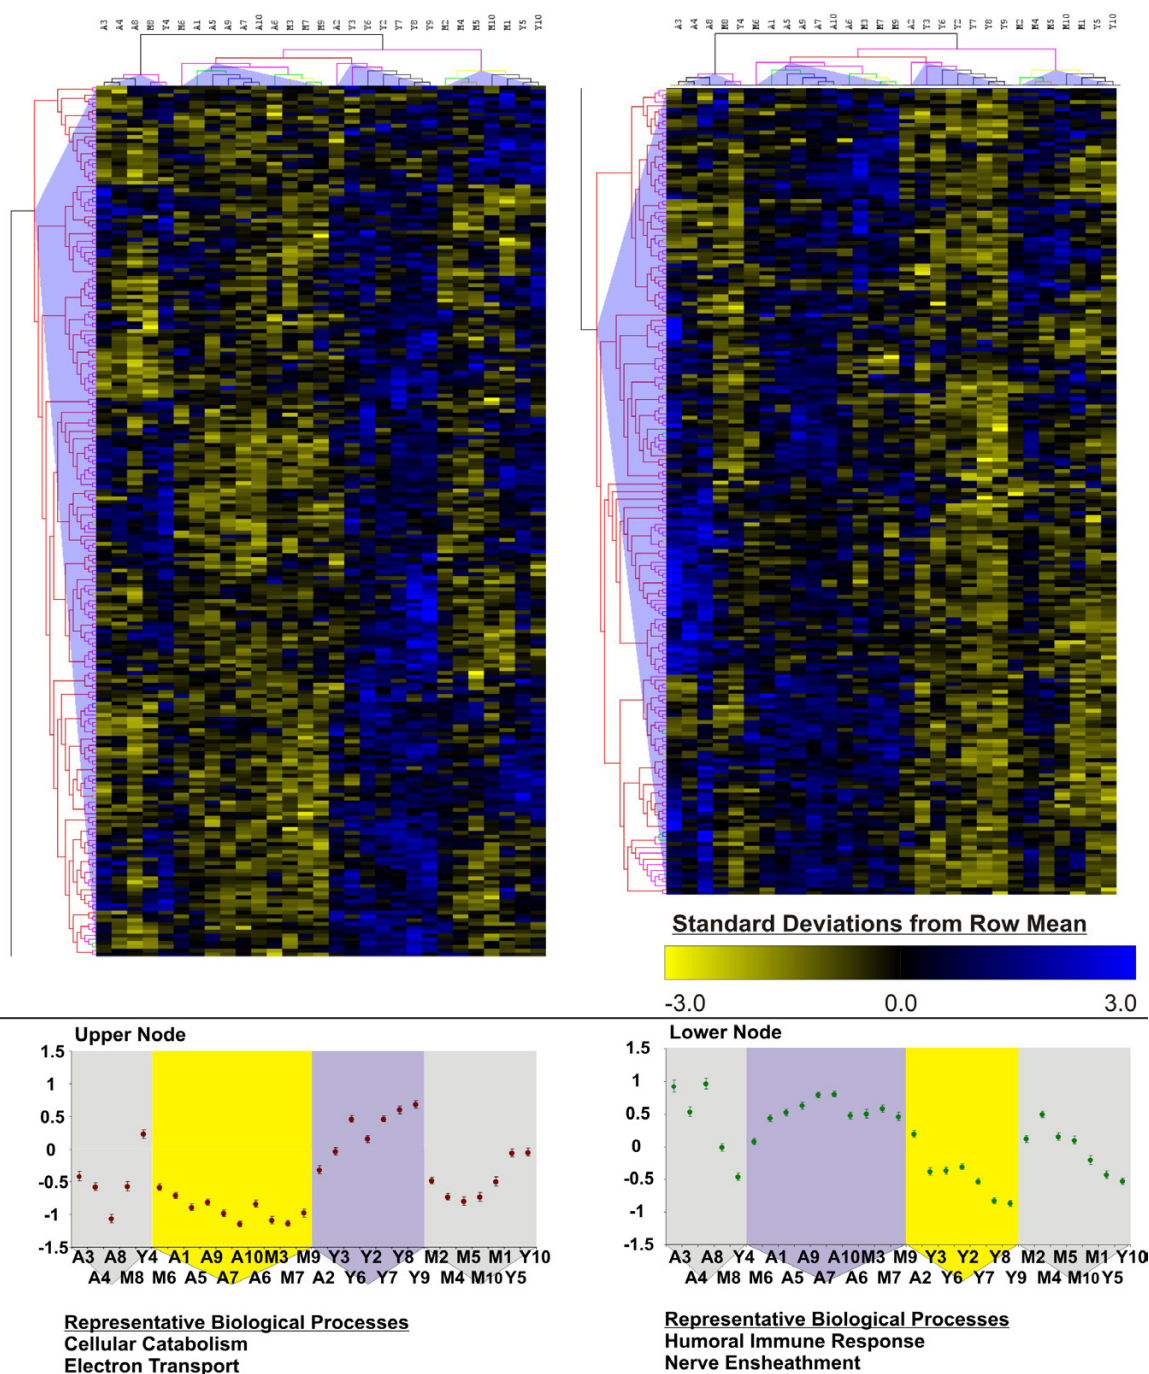 A3 A4 A8 M8 Y4 M6 A1 A5 A9 A7 A10 A6 M3 M7 M9 A2 Y3 Y6 Y2 Y7 Y8 Y9 M2 M4 M5 M10 M1 Y5 Y10
A3 A4 A8 M8 Y4 M6 A1 A5 A9 A7 A10 A6 M3 M7 M9 A2 Y3 Y6 Y2 Y7 Y8 Y9 M2 M4 M5 M10 M1 Y5 Y10
Standard Deviations from Row Mean
-3.0 0.0 3.0
Upper Node
1.5
1
0.5
0
-0.5
-1
-1.5
A3 A8 Y4 A1 A9 A10 M3 M9 Y3 Y2 Y8 M2 M5 M1 Y10
A4 M8 M6 A5 A7 A6 M7 A2 Y6 Y7 Y9 M4 M10 Y5
Representative Biological Processes
Cellular Catabolism
Electron Transport
Lower Node
1.5
1
0.5
0
-0.5
-1
-1.5
A3 A8 Y4 A1 A9 A10 M3 M9 Y3 Y2 Y8 M2 M5 M1 Y10
A4 M8 M6 A5 A7 A6 M7 A2 Y6 Y7 Y9 M4 M10 Y5
Representative Biological Processes
Humoral Immune Response
Nerve Ensheathment